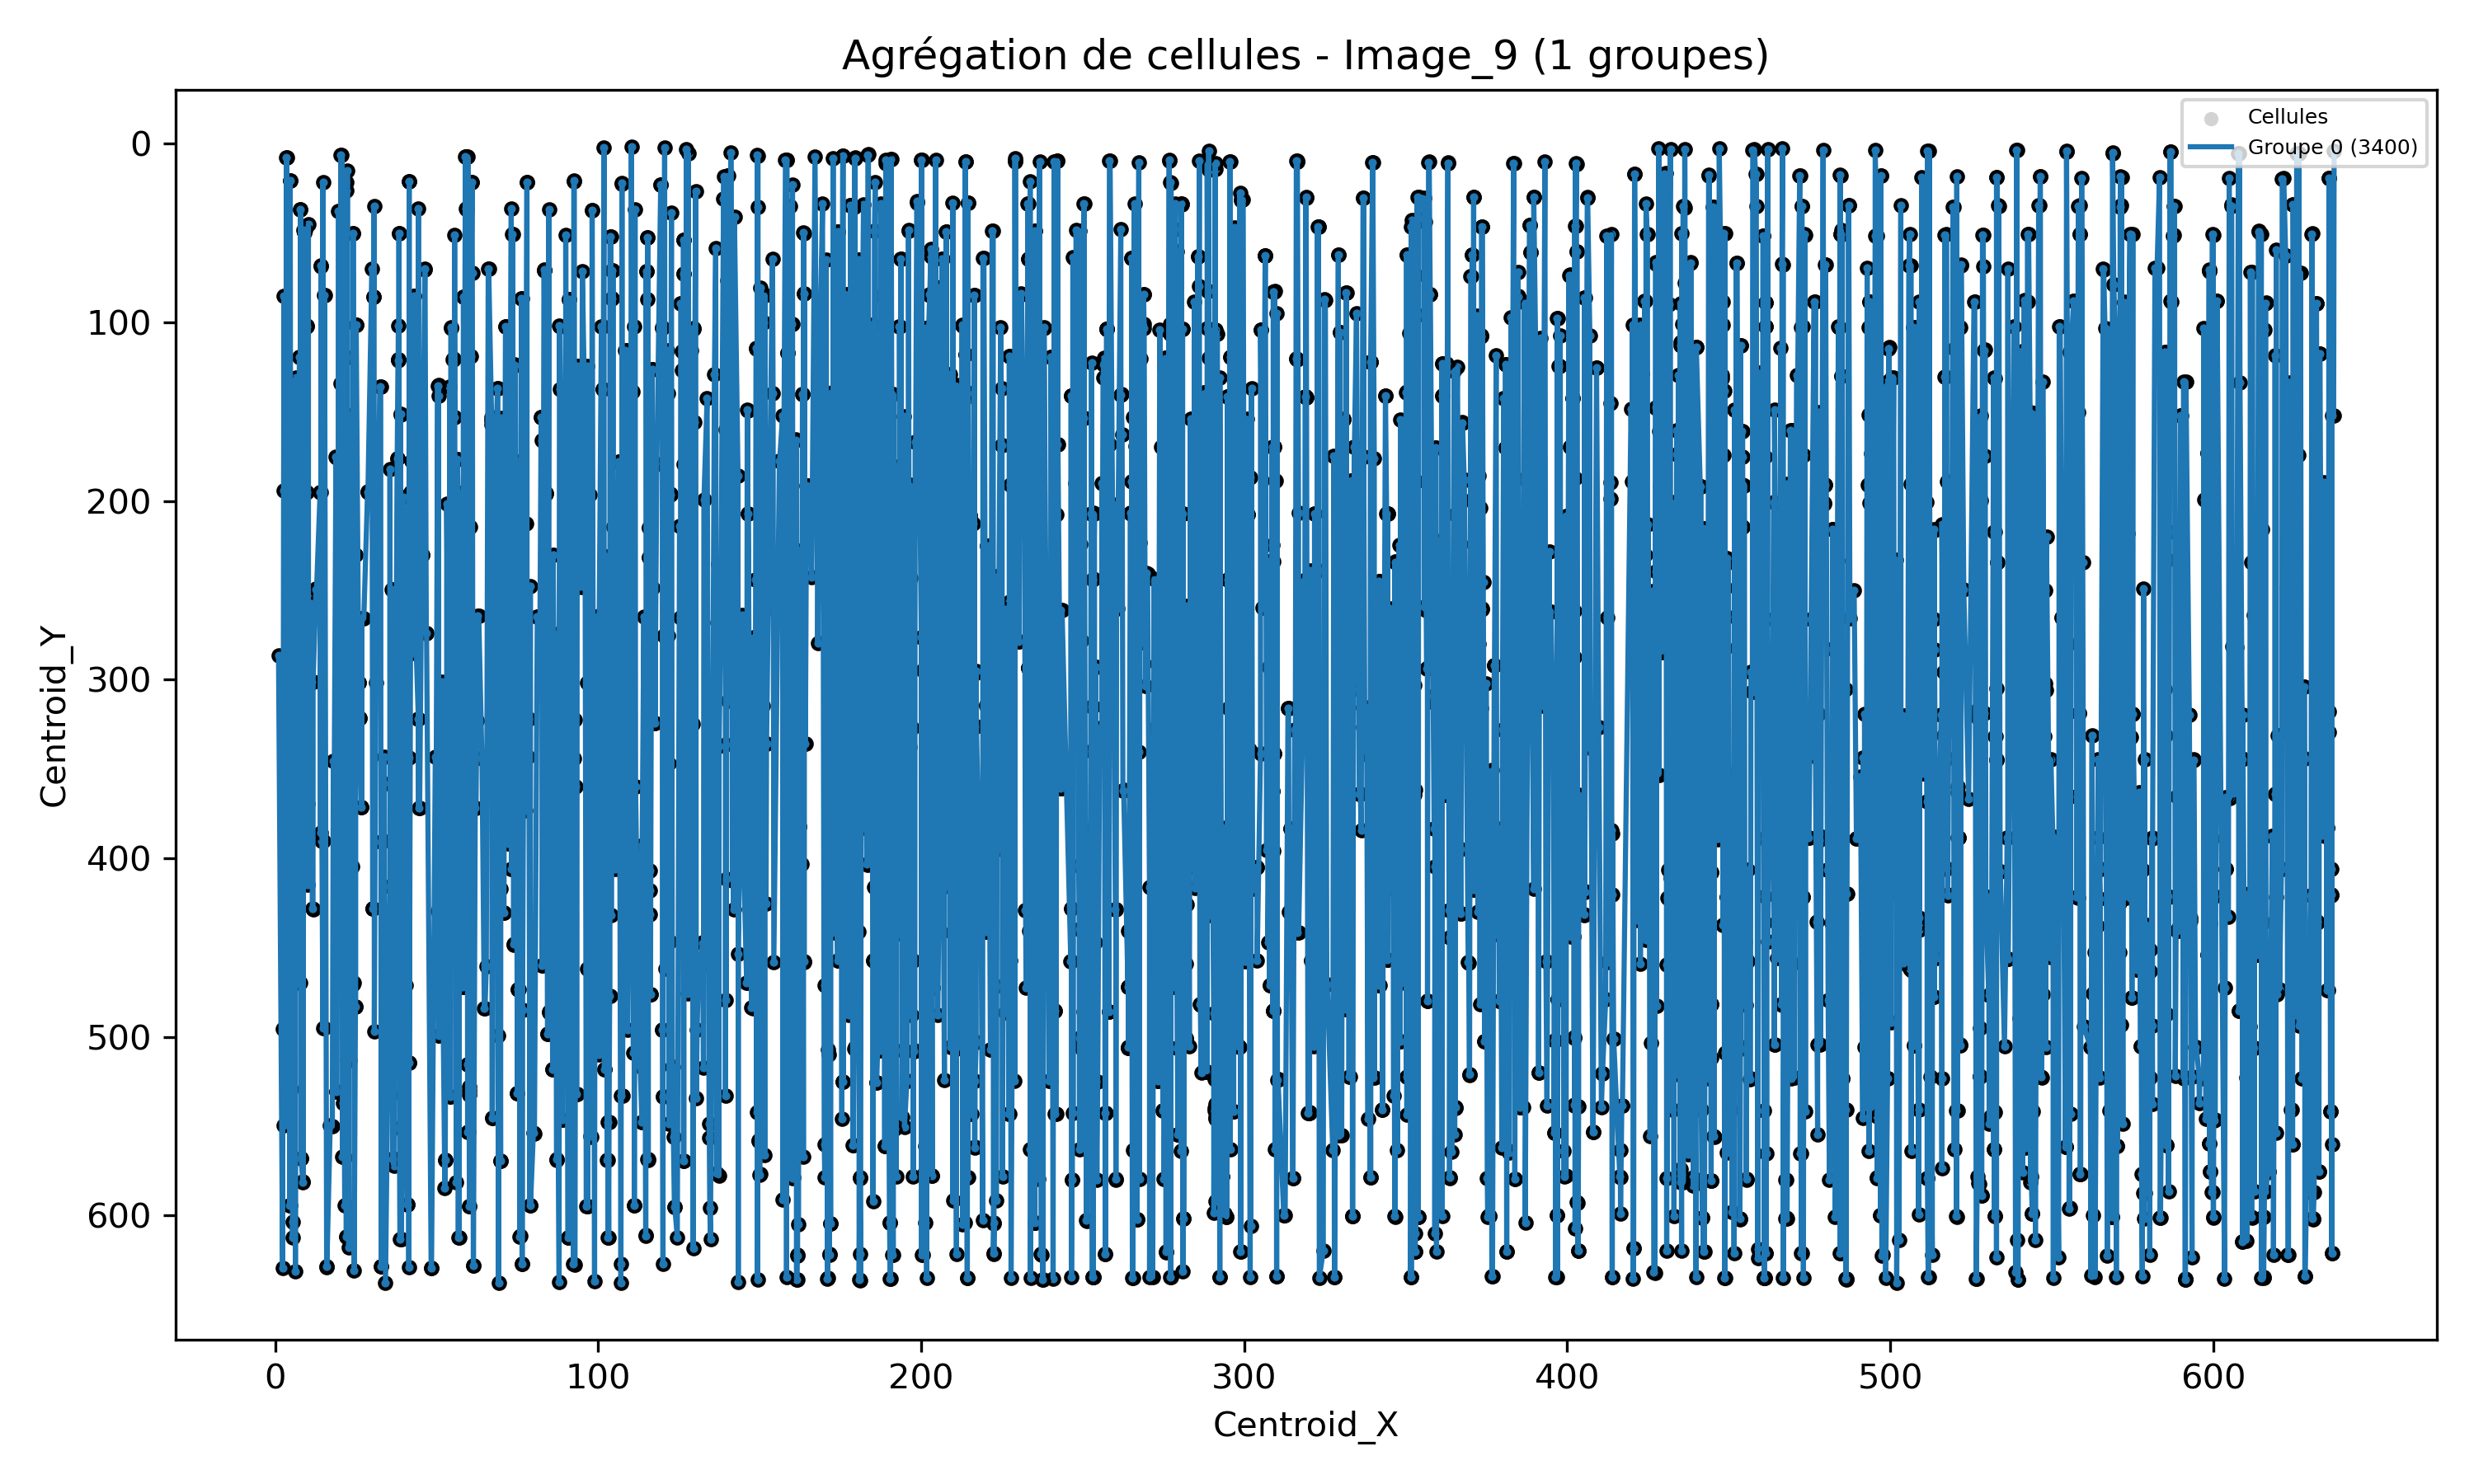 Agrégation de cellules - Image_9 (1 groupes)
Cellules
Groupe 0 (3400)
Centroid_Y
0
100
200
300
400
500
600
0 100 200 300 400 500 600
Centroid_X